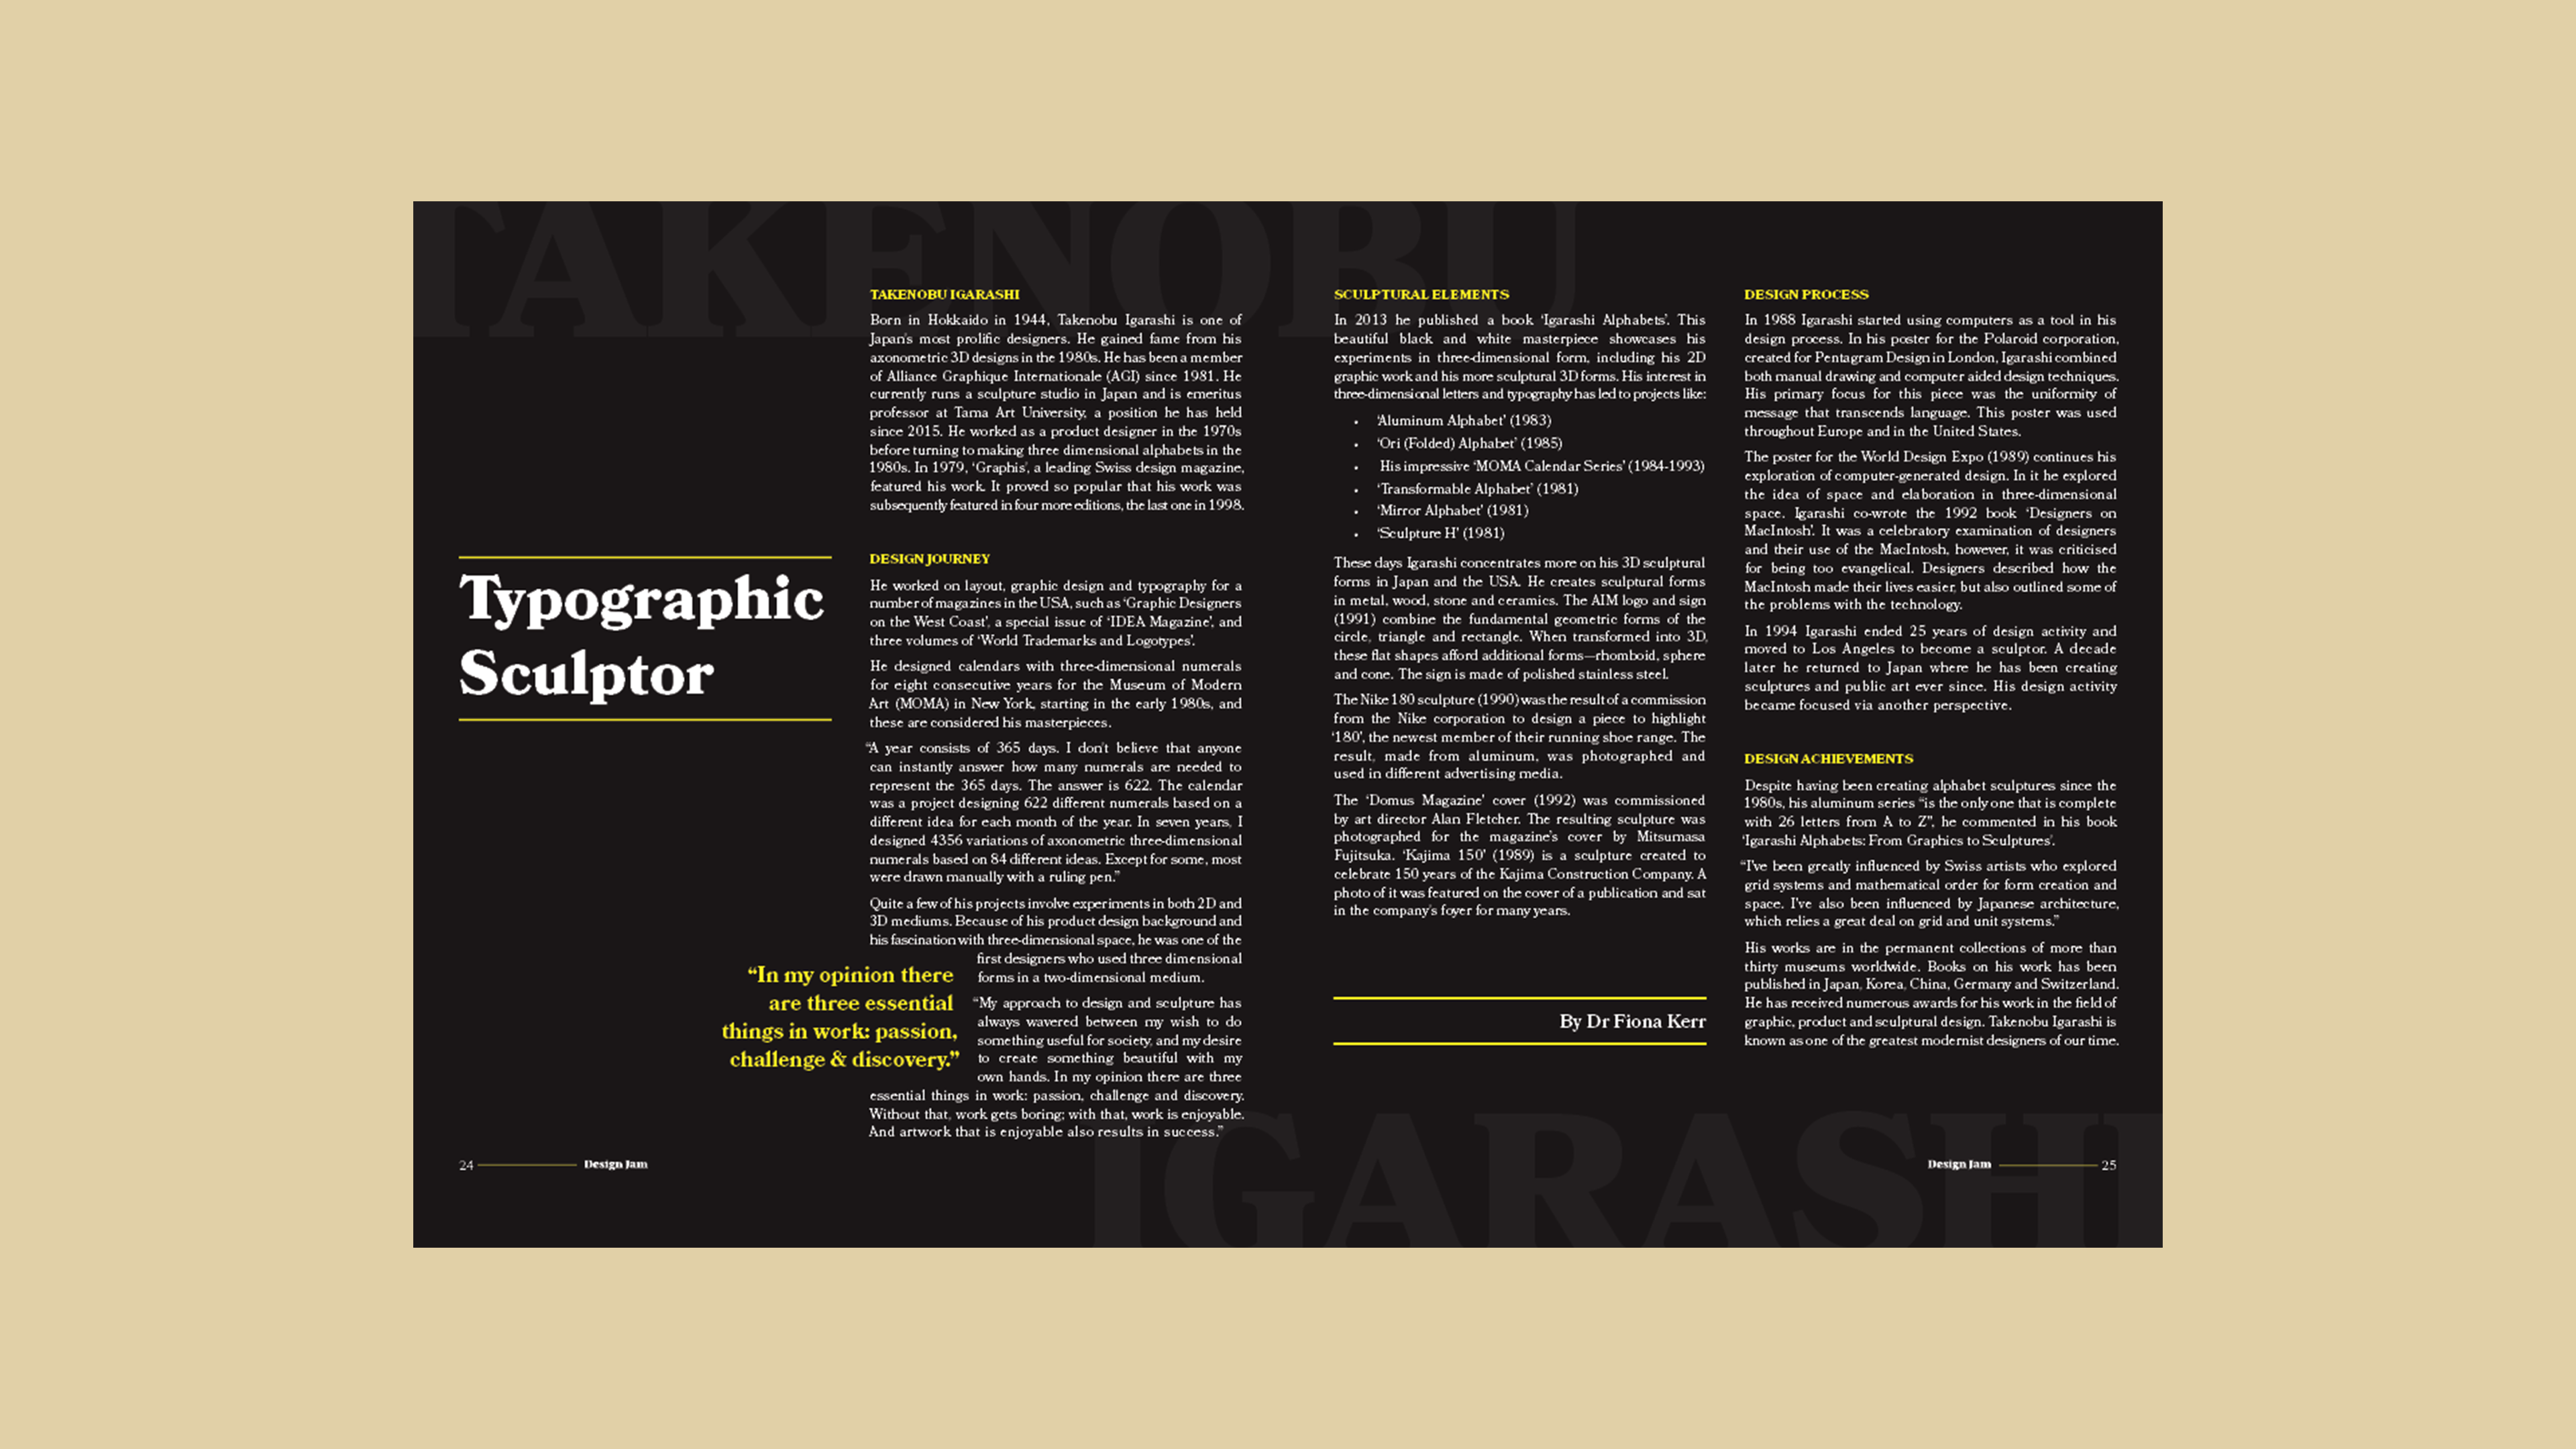 TAKENOBU
Typographic
Sculptor
TAKENOBU IGARASHI
Born in Hokkaido in 1944, Takenobu Igarashi is one of
Japan's most prolific designers. He gained fame from his
axonometric 3D designs in the 1980s. He has been a member
of Alliance Graphique Internationale (AGI) since 1981. He
currently runs a sculpture studio in Japan and is emeritus
professor at Tama Art University, a position he has held
since 2015. He worked as a product designer in the 1970s
before turning to making three dimensional alphabets in the
1980s. In 1979, ‘Graphis’, a leading Swiss design magazine,
featured his work. It proved so popular that his work was
subsequently featured in four more editions, the last one in 1998.
DESIGN JOURNEY
He worked on layout, graphic design and typography for a
number of magazines in the USA, such as ‘Graphic Designers
on the West Coast’, a special issue of ‘IDEA Magazine’, and
three volumes of ‘World Trademarks and Logotypes’.
He designed calendars with three-dimensional numerals
for eight consecutive years for the Museum of Modern
Art (MOMA) in New York, starting in the early 1980s, and
these are considered his masterpieces.
“A year consists of 365 days. I don't believe that anyone
can instantly answer how many numerals are needed to
represent the 365 days. The answer is 622. The calendar
was a project designing 622 different numerals based on a
different idea for each month of the year. In seven years, I
designed 4356 variations of axonometric three-dimensional
numerals based on 84 different ideas. Except for some, most
were drawn manually with a ruling pen.”
Quite a few of his projects involve experiments in both 2D and
3D mediums. Because of his product design background and
his fascination with three-dimensional space, he was one of the
first designers who used three dimensional
forms in a two-dimensional medium.
“My approach to design and sculpture has
always wavered between my wish to do
something useful for society, and my desire
to create something beautiful with my
own hands. In my opinion there are three
essential things in work: passion, challenge and discovery.
Without that, work gets boring; with that, work is enjoyable.
And artwork that is enjoyable also results in success.”
“In my opinion there
are three essential
things in work: passion,
challenge & discovery.”
24 Design Jam
SCULPTURAL ELEMENTS
In 2013 he published a book ‘Igarashi Alphabets’. This
beautiful black and white masterpiece showcases his
experiments in three-dimensional form, including his 2D
graphic work and his more sculptural 3D forms. His interest in
three-dimensional letters and typography has led to projects like:
• ‘Aluminum Alphabet’ (1983)
• ‘Ori (Folded) Alphabet’ (1985)
• His impressive ‘MOMA Calendar Series’ (1984-1993)
• ‘Transformable Alphabet’ (1981)
• ‘Mirror Alphabet’ (1981)
• ‘Sculpture H’ (1981)
These days Igarashi concentrates more on his 3D sculptural
forms in Japan and the USA. He creates sculptural forms
in metal, wood, stone and ceramics. The AIM logo and sign
(1991) combine the fundamental geometric forms of the
circle, triangle and rectangle. When transformed into 3D,
these flat shapes afford additional forms—rhomboid, sphere
and cone. The sign is made of polished stainless steel.
The Nike 180 sculpture (1990) was the result of a commission
from the Nike corporation to design a piece to highlight
‘180’, the newest member of their running shoe range. The
result, made from aluminum, was photographed and
used in different advertising media.
The ‘Domus Magazine’ cover (1992) was commissioned
by art director Alan Fletcher. The resulting sculpture was
photographed for the magazine's cover by Mitsumasa
Fujitsuka. ‘Kajima 150’ (1989) is a sculpture created to
celebrate 150 years of the Kajima Construction Company. A
photo of it was featured on the cover of a publication and sat
in the company's foyer for many years.
By Dr Fiona Kerr
DESIGN PROCESS
In 1988 Igarashi started using computers as a tool in his
design process. In his poster for the Polaroid corporation,
created for Pentagram Design in London, Igarashi combined
both manual drawing and computer aided design techniques.
His primary focus for this piece was the uniformity of
message that transcends language. This poster was used
throughout Europe and in the United States.
The poster for the World Design Expo (1989) continues his
exploration of computer-generated design. In it he explored
the idea of space and elaboration in three-dimensional
space. Igarashi co-wrote the 1992 book ‘Designers on
MacIntosh’. It was a celebratory examination of designers
and their use of the MacIntosh, however, it was criticised
for being too evangelical. Designers described how the
MacIntosh made their lives easier, but also outlined some of
the problems with the technology.
In 1994 Igarashi ended 25 years of design activity and
moved to Los Angeles to become a sculptor. A decade
later he returned to Japan where he has been creating
sculptures and public art ever since. His design activity
became focused via another perspective.
DESIGN ACHIEVEMENTS
Despite having been creating alphabet sculptures since the
1980s, his aluminum series “is the only one that is complete
with 26 letters from A to Z”, he commented in his book
‘Igarashi Alphabets: From Graphics to Sculptures’.
“I've been greatly influenced by Swiss artists who explored
grid systems and mathematical order for form creation and
space. I've also been influenced by Japanese architecture,
which relies a great deal on grid and unit systems.”
His works are in the permanent collections of more than
thirty museums worldwide. Books on his work has been
published in Japan, Korea, China, Germany and Switzerland.
He has received numerous awards for his work in the field of
graphic, product and sculptural design. Takenobu Igarashi is
known as one of the greatest modernist designers of our time.
Design Jam 25
IGARASHI